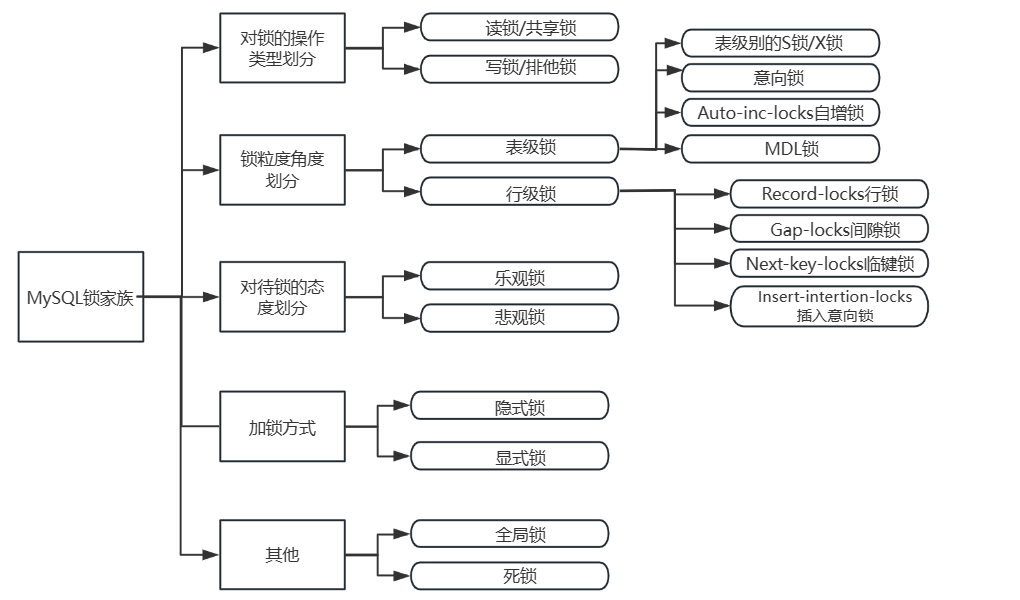 MySQL锁家族
对锁的操作
类型划分
读锁/共享锁
写锁/排他锁
锁粒度角度
划分
表级锁
表级别的S锁/X锁
意向锁
Auto-inc-locks自增锁
MDL锁
行级锁
Record-locks行锁
Gap-locks间隙锁
Next-key-locks临键锁
Insert-intertion-locks
插入意向锁
对待锁的态
度划分
乐观锁
悲观锁
加锁方式
隐式锁
显式锁
其他
全局锁
死锁